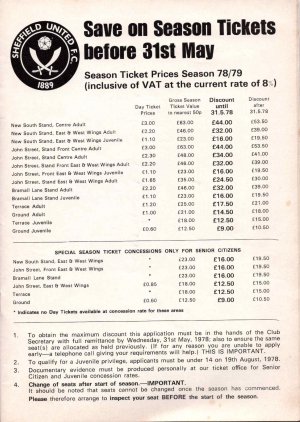 SHEFFIELD UNITED F.C.
1889
Save on Season Tickets
before 31st May
Season Ticket Prices Season 78/79
(inclusive of VAT at the current rate of 8%)
Day Ticket Prices Gross Season Ticket Value to nearest 50p Discount until 31.5.78 Discount after 31.5.78
New South Stand, Centre Adult £3.00 £63.00 £44.00 £53.50
New South Stand, East & West Wings Adult £2.20 £46.00 £32.00 £39.00
New South Stand, East & West Wings Juvenile £1.10 £23.00 £16.00 £19.50
John Street, Stand Front Centre Adult £3.00 £63.00 £44.00 £53.50
John Street, Stand Centre Adult £2.30 £48.00 £34.00 £41.00
John Street, Stand Front East & West Wings Adult £2.20 £46.00 £32.00 £39.00
John Street, Front East & West Wings Juvenile £1.10 £23.00 £16.00 £19.50
John Street, Stand East & West Wings Adult £1.65 £35.00 £24.50 £30.00
Bramall Lane Stand Adult £2.20 £46.00 £32.00 £39.00
Bramall Lane Stand Juvenile £1.10 £23.00 £16.00 £19.50
Terrace Adult £1.20 £25.00 £17.50 £21.00
Ground Adult £1.00 £21.00 £14.50 £18.00
Terrace Juvenile * £18.00 £12.50 £15.00
Ground Juvenile £0.60 £12.50 £9.00 £10.50
SPECIAL SEASON TICKET CONCESSIONS ONLY FOR SENIOR CITIZENS
New South Stand, East & West Wings * £23.00 £16.00 £19.50
John Street, Front East & West Wings * £23.00 £16.00 £19.50
Bramall Lane Stand * £23.00 £16.00 £19.50
John Street Stand, East & West Wings £0.85 £18.00 £12.50 £15.00
Terrace * £18.00 £12.50 £15.00
Ground £0.60 £12.50 £9.00 £10.50
* Indicates no Day Tickets available at concession rate for these areas
1. To obtain the maximum discount this application must be in the hands of the Club
Secretary with full remittance by Wednesday, 31st May, 1978; also to ensure the same
seat(s) are allocated as held previously. (If for any reason you are unable to apply
early—a telephone call giving your requirements will help.) THIS IS IMPORTANT.
2. To qualify for a Juvenile privilege, applicants must be under 14 on 19th August, 1978.
3. Documentary evidence must be produced personally at our ticket office for Senior
Citizen and Juvenile concession rates.
4. Change of seats after start of season.—IMPORTANT.
It should be noted that seats cannot be changed once the season has commenced.
Please therefore arrange to inspect your seat BEFORE the start of the season.